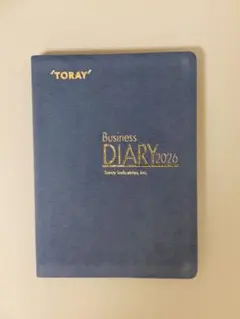 'TORAY'
Business
DIARY 2026
Toray Industries, Inc.